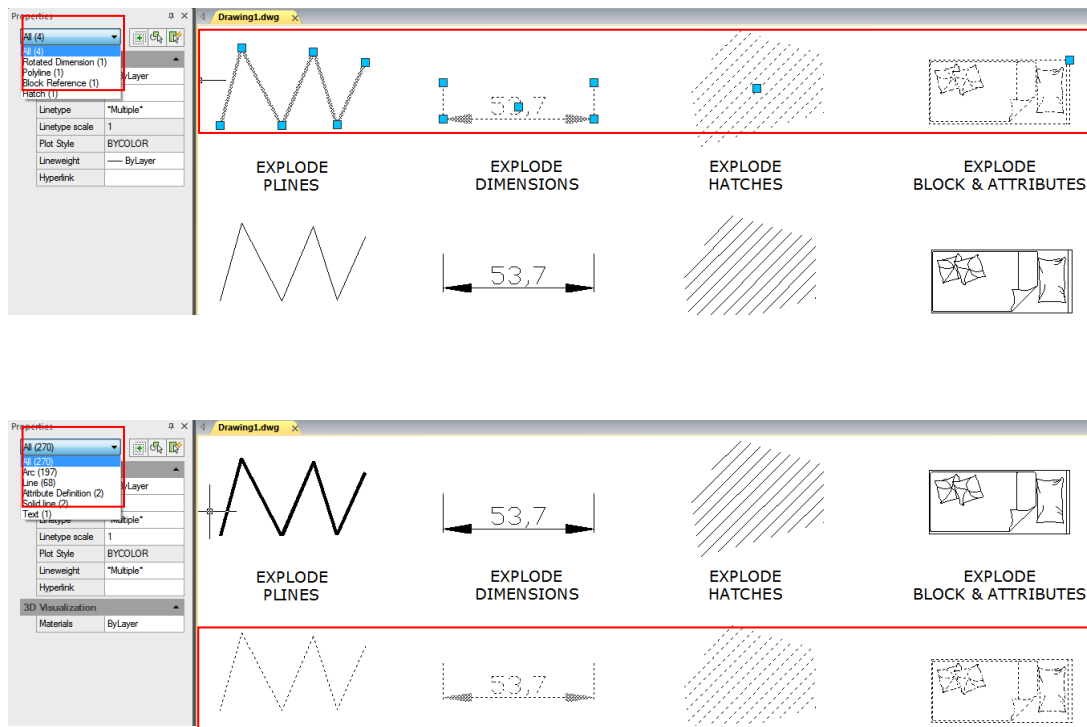 Properties
Drawing1.dwg
All (4)
All (4)
Rotated Dimension (1)
Polyline (1)
Block Reference (1)
Hatch (1)
ByLayer
Linetype *Multiple*
Linetype scale 1
Plot Style BYCOLOR
Lineweight ByLayer
Hyperlink
53,7
EXPLODE PLINES
EXPLODE DIMENSIONS
EXPLODE HATCHES
EXPLODE BLOCK & ATTRIBUTES
53,7
Properties
Drawing1.dwg
All (270)
All (270)
Arc (197)
Line (68)
Attribute Definition (2)
Solid line (2)
Text (1)
ByLayer
Linetype *Multiple*
Linetype scale 1
Plot Style BYCOLOR
Lineweight *Multiple*
Hyperlink
3D Visualization
Materials ByLayer
53,7
EXPLODE PLINES
EXPLODE DIMENSIONS
EXPLODE HATCHES
EXPLODE BLOCK & ATTRIBUTES
53,7